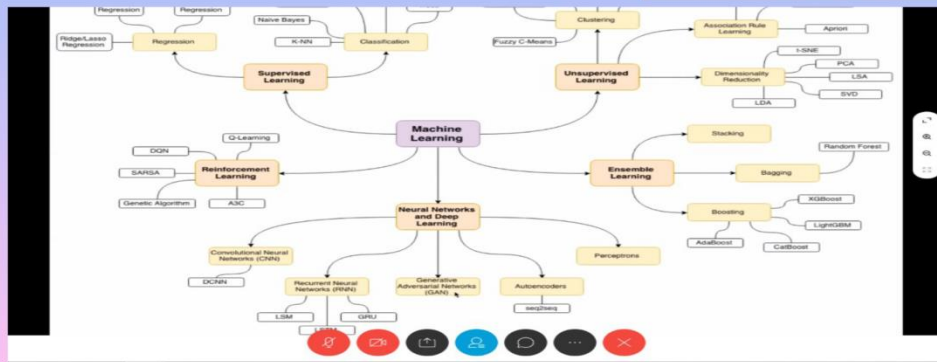 Regression
Regression
Ridge/Lasso
Regression
Regression
Naive Bayes
K-NN
Classification
Supervised
Learning
Clustering
Fuzzy C-Means
Association Rule
Learning
Apriori
Unsupervised
Learning
Dimensionality
Reduction
t-SNE
PCA
LSA
SVD
LDA
Machine
Learning
Q-Learning
DQN
SARSA
Genetic Algorithm
A3C
Reinforcement
Learning
Ensemble
Learning
Stacking
Random Forest
Bagging
Boosting
XGBoost
LightGBM
CatBoost
AdaBoost
Neural Networks
and Deep
Learning
Convolutional Neural
Networks (CNN)
DCNN
Recurrent Neural
Networks (RNN)
LSM
GRU
Generative
Adversarial Networks
(GAN)
Autoencoders
seq2seq
Perceptrons